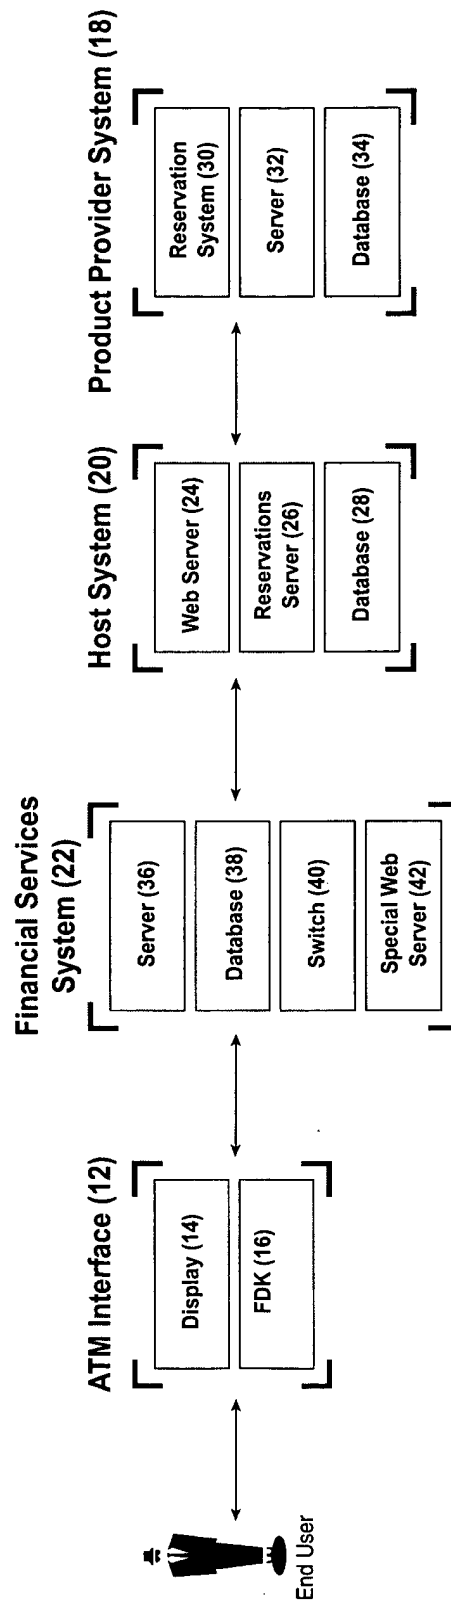 End User
ATM Interface (12)
Display (14)
FDK (16)
Financial Services
System (22)
Server (36)
Database (38)
Switch (40)
Special Web
Server (42)
Host System (20)
Web Server (24)
Reservations
Server (26)
Database (28)
Product Provider System (18)
Reservation
System (30)
Server (32)
Database (34)